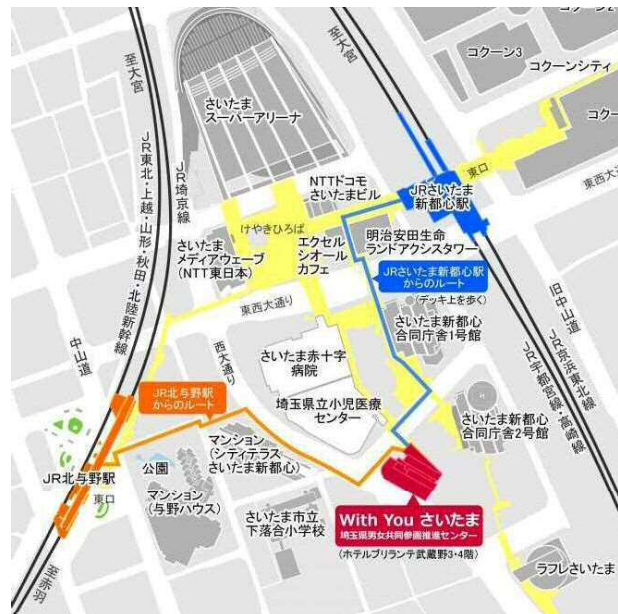 至大宮
至大宮
コクーン2
コクーン3
コクーンシティ
コクー
さいたま
スーパーアリーナ
JR東北・上越・山形・秋田・北陸新幹線
JR埼京線
NTTドコモ
さいたまビル
JRさいたま
新都心駅
東口
東西大通
けやきひろば
さいたま
メディアウェーブ
(NTT東日本)
エクセル
シオール
カフェ
明治安田生命
ランドアクシスタワー
JRさいたま新都心駅
からのルート
(デッキ上を歩く)
東西大通り
中山道
西大通り
さいたま赤十字
病院
さいたま新都心
合同庁舎1号館
旧中山道
JR京浜東北線
JR宇都宮線・高崎線
JR北与野駅
からのルート
埼玉県立小児医療
センター
さいたま新都心
合同庁舎2号館
H
JR北与野駅
東口
公園
マンション
(シティテラス
さいたま新都心)
マンション
(与野ハウス)
さいたま市立
下落合小学校
With You さいたま
埼玉県男女共同参画推進センター
(ホテルブリランテ武蔵野3・4階)
ラフレさいたま
至赤羽